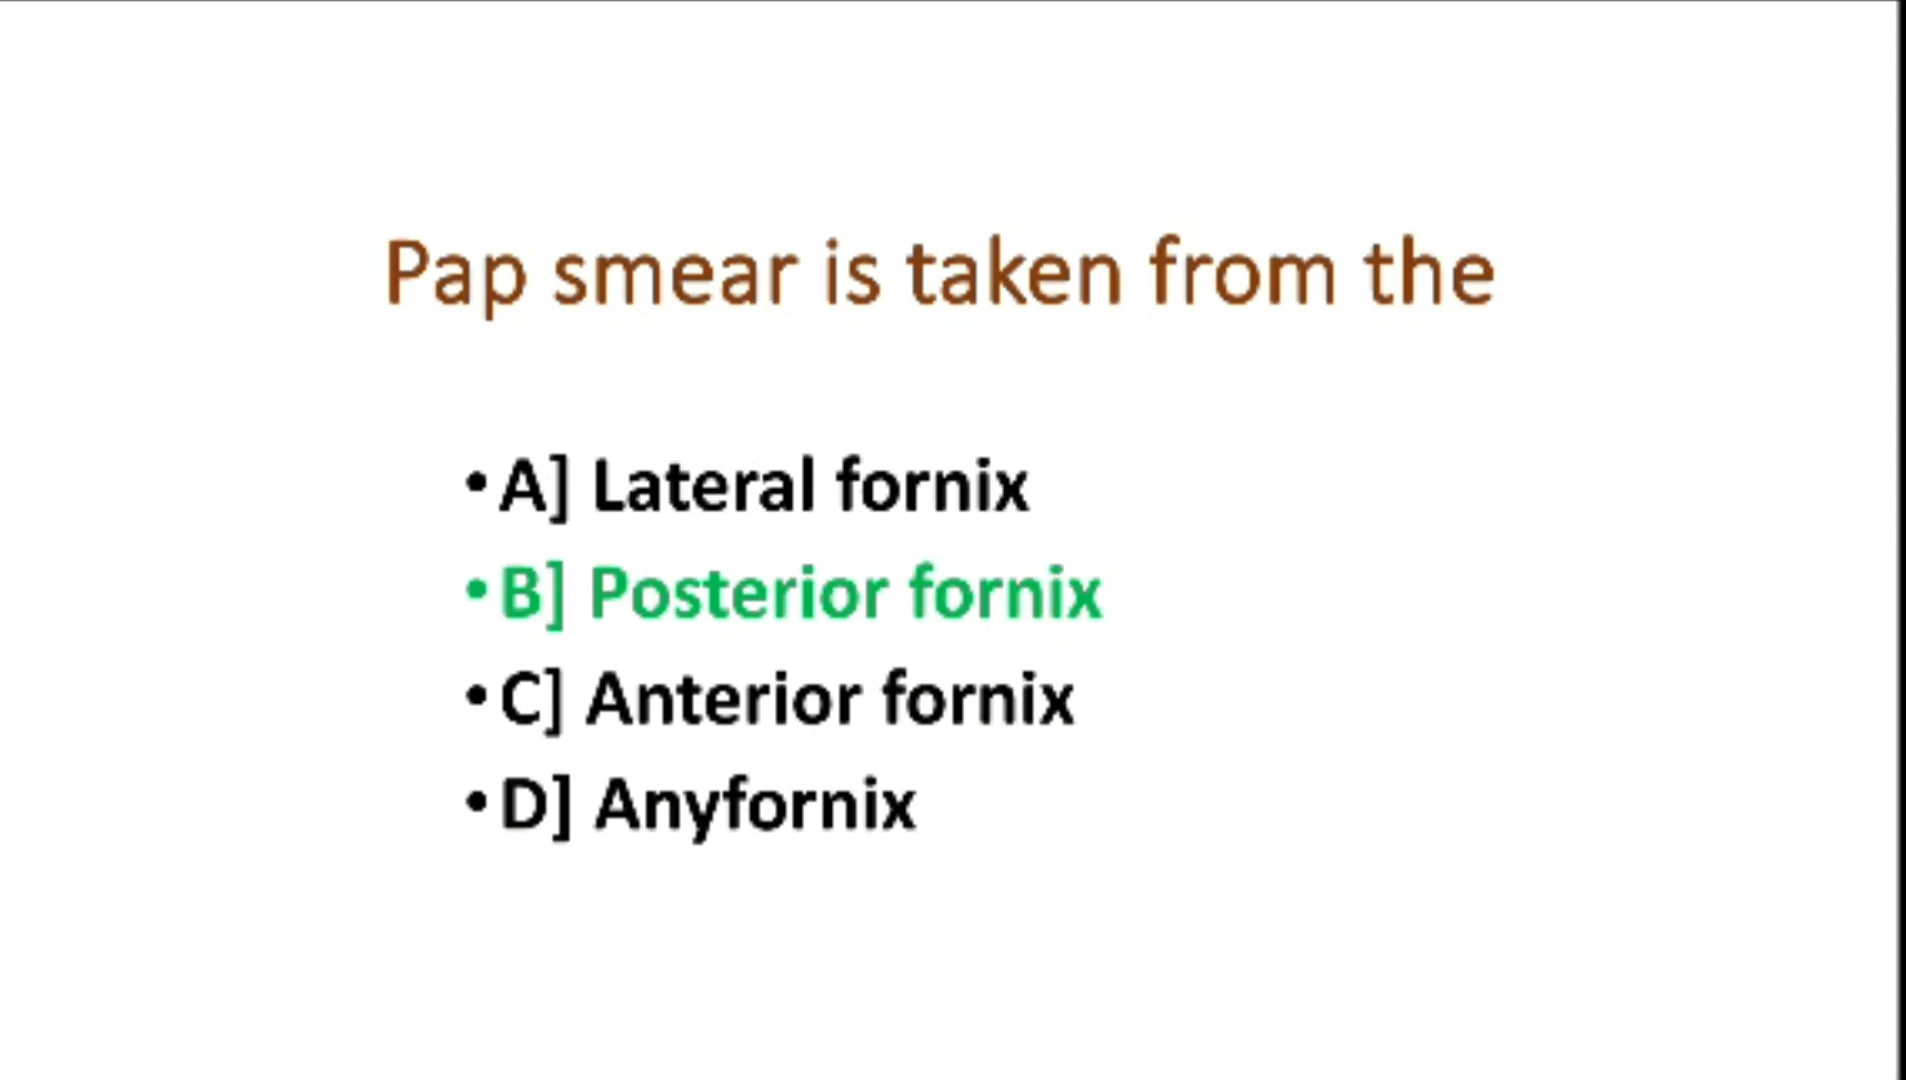 Pap smear is taken from the
• A] Lateral fornix
• B] Posterior fornix
• C] Anterior fornix
• D] Anyfornix